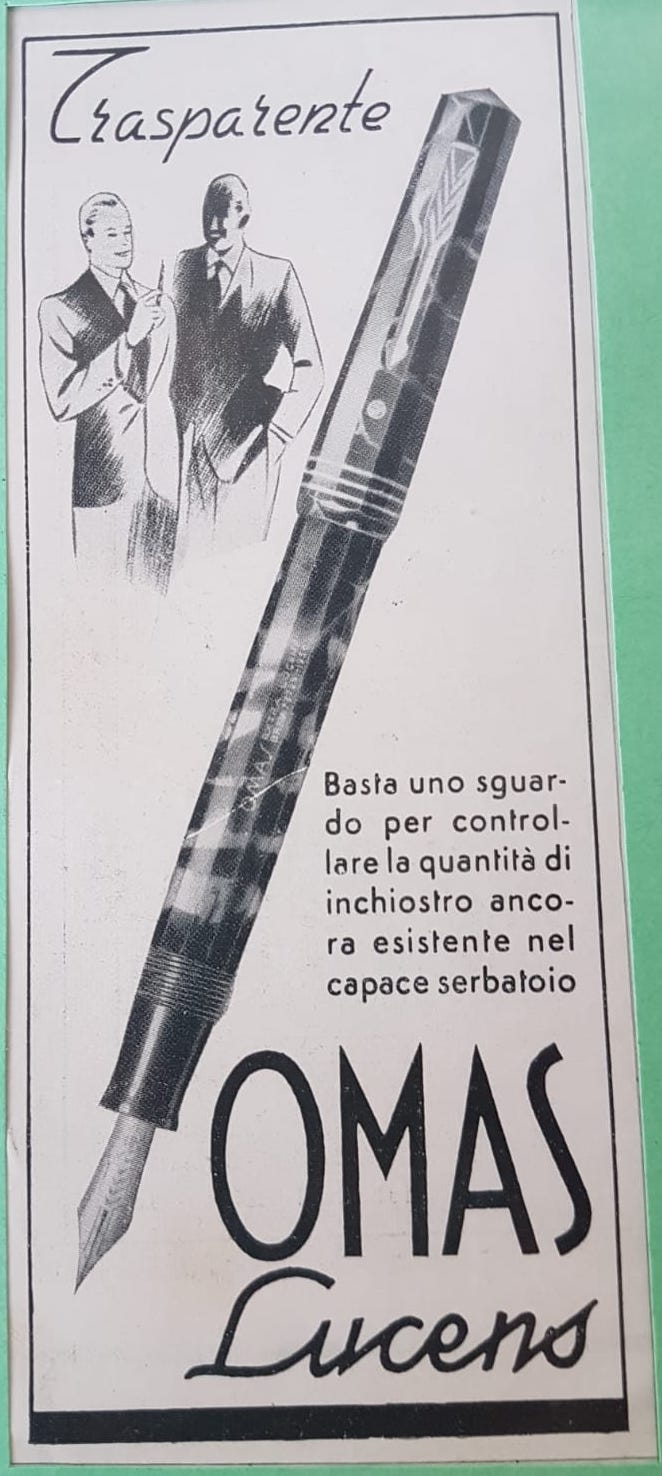 Trasparente
OMAS
Basta uno sguar-
do per control-
lare la quantità di
inchiostro anco-
ra esistente nel
capace serbatoio
OMAS
Lucens